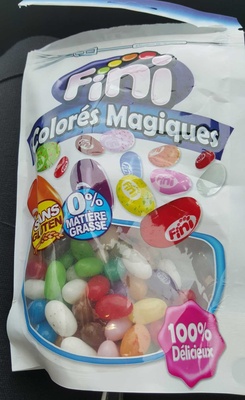 Fini
Colorés Magiques
SANS
GLUTEN
0%
MATIÈRE
GRASSE
Fini
100%
Délicieux